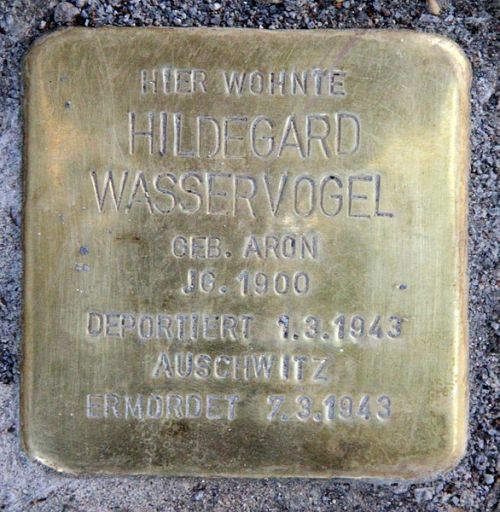 HIER WOHNTE
HILDEGARD
WASSERVOGEL
GEB. ARON
JG. 1900
DEPORTIERT 1.3.1943
AUSCHWITZ
ERMORDET 7.3.1943